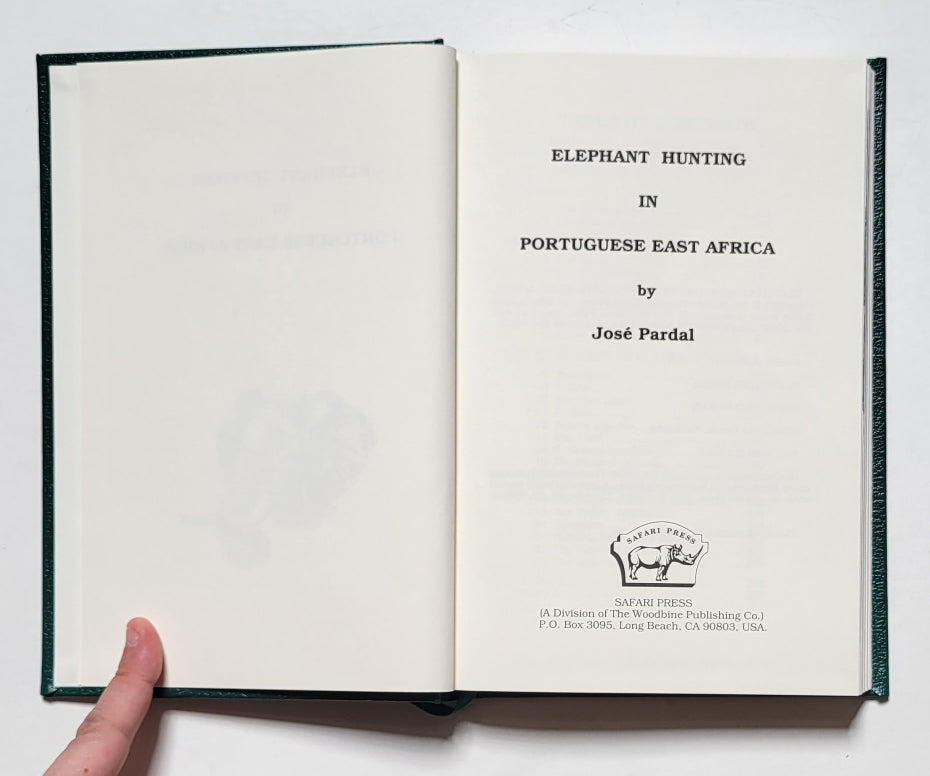 ELEPHANT HUNTING
IN
PORTUGUESE EAST AFRICA
by
José Pardal
SAFARI PRESS
SAFARI PRESS
(A Division of The Woodbine Publishing Co.)
P.O. Box 3095, Long Beach, CA 90803, USA.